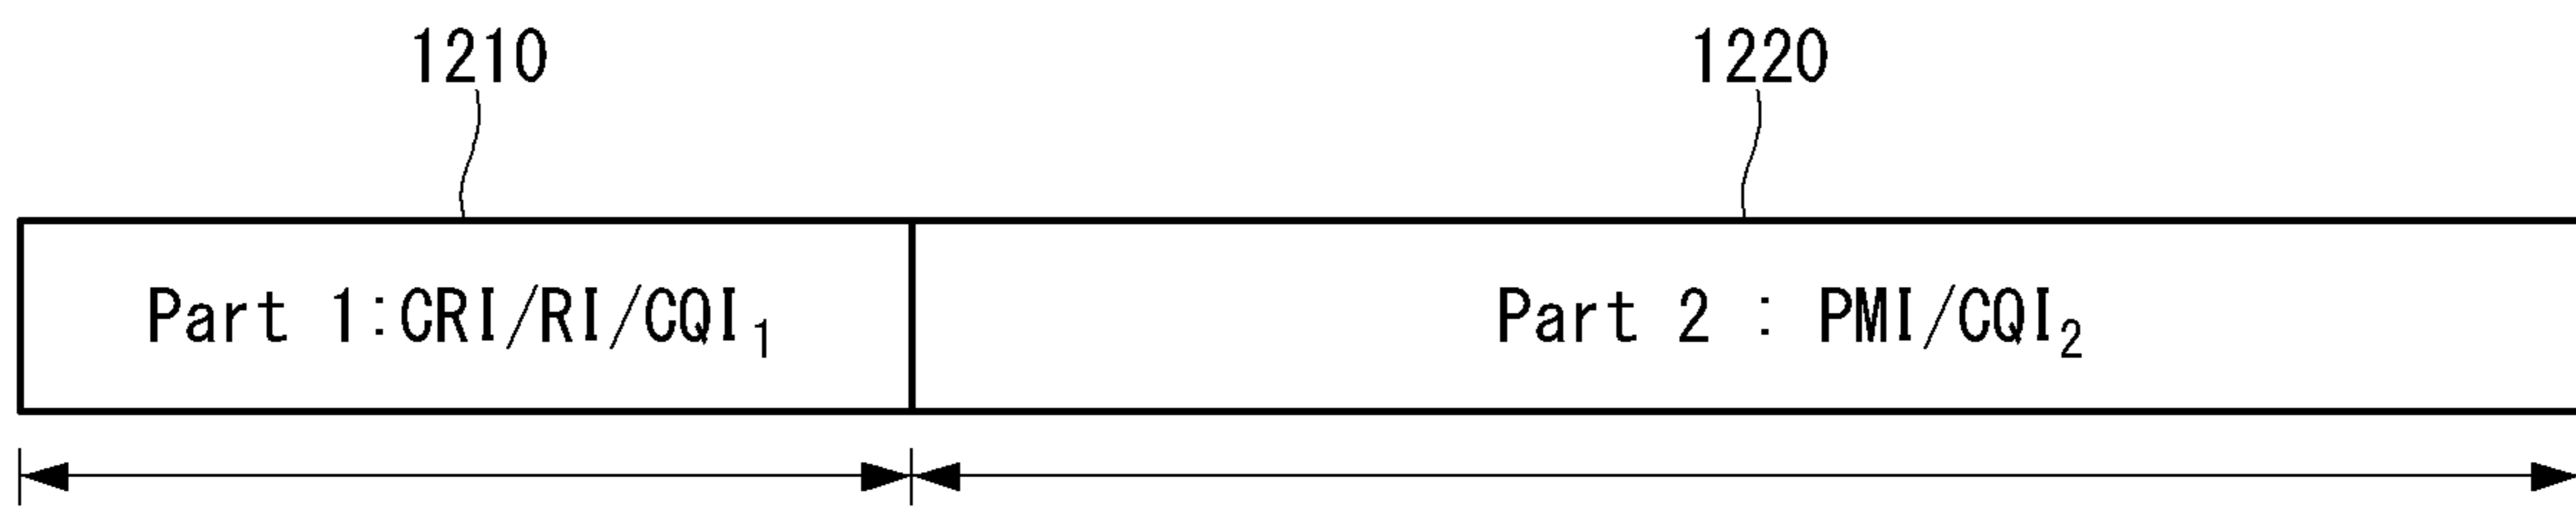 1210 1220
Part 1:CRI/RI/CQI₁ Part 2 : PMI/CQI₂